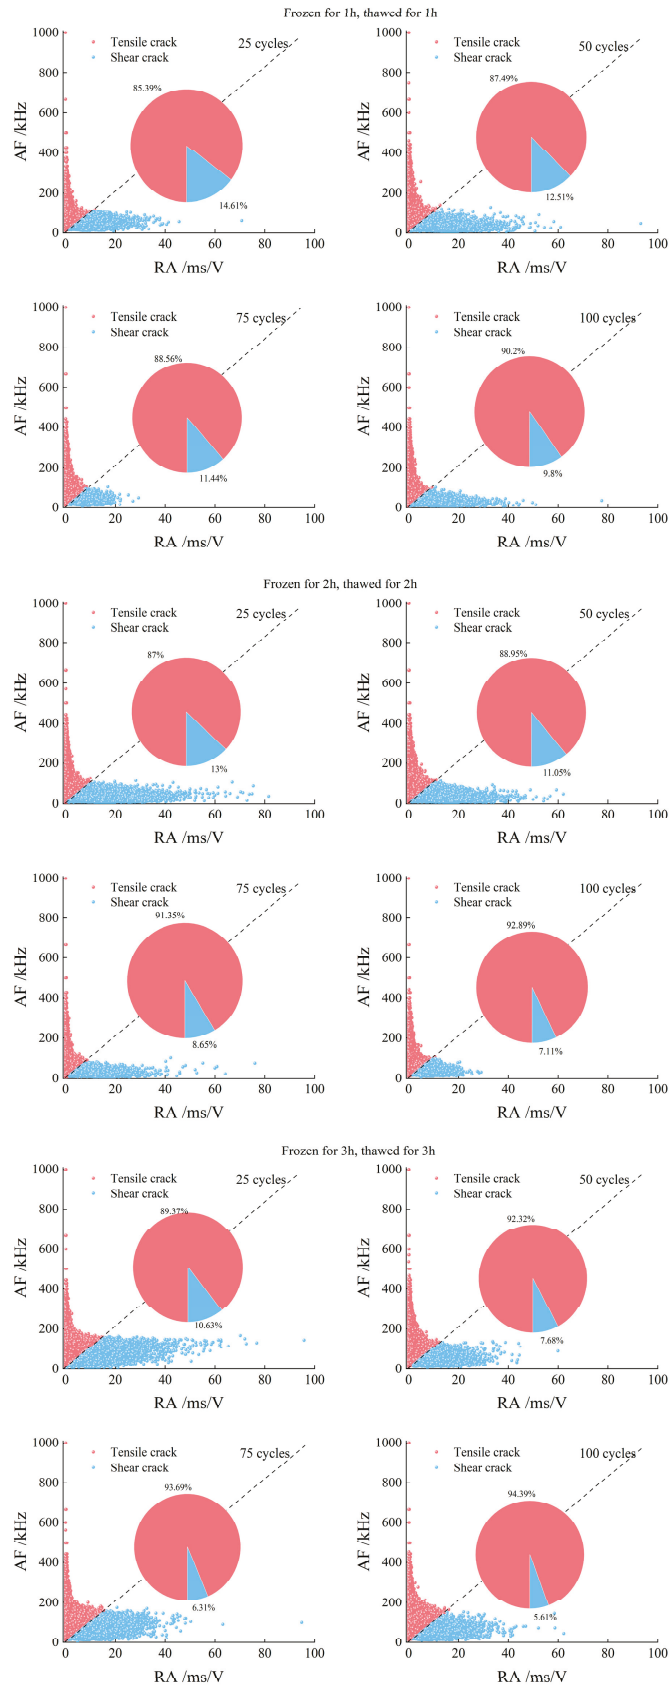 Frozen for 1h, thawed for 1h
1000
800
600
400
200
0
AF /kHz
Tensile crack
Shear crack
25 cycles
85.39%
14.61%
0 20 40 60 80 100
RA /ms/V
1000
800
600
400
200
0
AF /kHz
Tensile crack
Shear crack
50 cycles
87.49%
12.51%
0 20 40 60 80 100
RA /ms/V
1000
800
600
400
200
0
AF /kHz
Tensile crack
Shear crack
75 cycles
88.56%
11.44%
0 20 40 60 80 100
RA /ms/V
1000
800
600
400
200
0
AF /kHz
Tensile crack
Shear crack
100 cycles
90.2%
9.8%
0 20 40 60 80 100
RA /ms/V
Frozen for 2h, thawed for 2h
1000
800
600
400
200
0
AF /kHz
Tensile crack
Shear crack
25 cycles
87%
13%
0 20 40 60 80 100
RA /ms/V
1000
800
600
400
200
0
AF /kHz
Tensile crack
Shear crack
50 cycles
88.95%
11.05%
0 20 40 60 80 100
RA /ms/V
1000
800
600
400
200
0
AF /kHz
Tensile crack
Shear crack
75 cycles
91.35%
8.65%
0 20 40 60 80 100
RA /ms/V
1000
800
600
400
200
0
AF /kHz
Tensile crack
Shear crack
100 cycles
92.89%
7.11%
0 20 40 60 80 100
RA /ms/V
Frozen for 3h, thawed for 3h
1000
800
600
400
200
0
AF /kHz
Tensile crack
Shear crack
25 cycles
89.37%
10.63%
0 20 40 60 80 100
RA /ms/V
1000
800
600
400
200
0
AF /kHz
Tensile crack
Shear crack
50 cycles
92.32%
7.68%
0 20 40 60 80 100
RA /ms/V
1000
800
600
400
200
0
AF /kHz
Tensile crack
Shear crack
75 cycles
93.69%
6.31%
0 20 40 60 80 100
RA /ms/V
1000
800
600
400
200
0
AF /kHz
Tensile crack
Shear crack
100 cycles
94.39%
5.61%
0 20 40 60 80 100
RA /ms/V